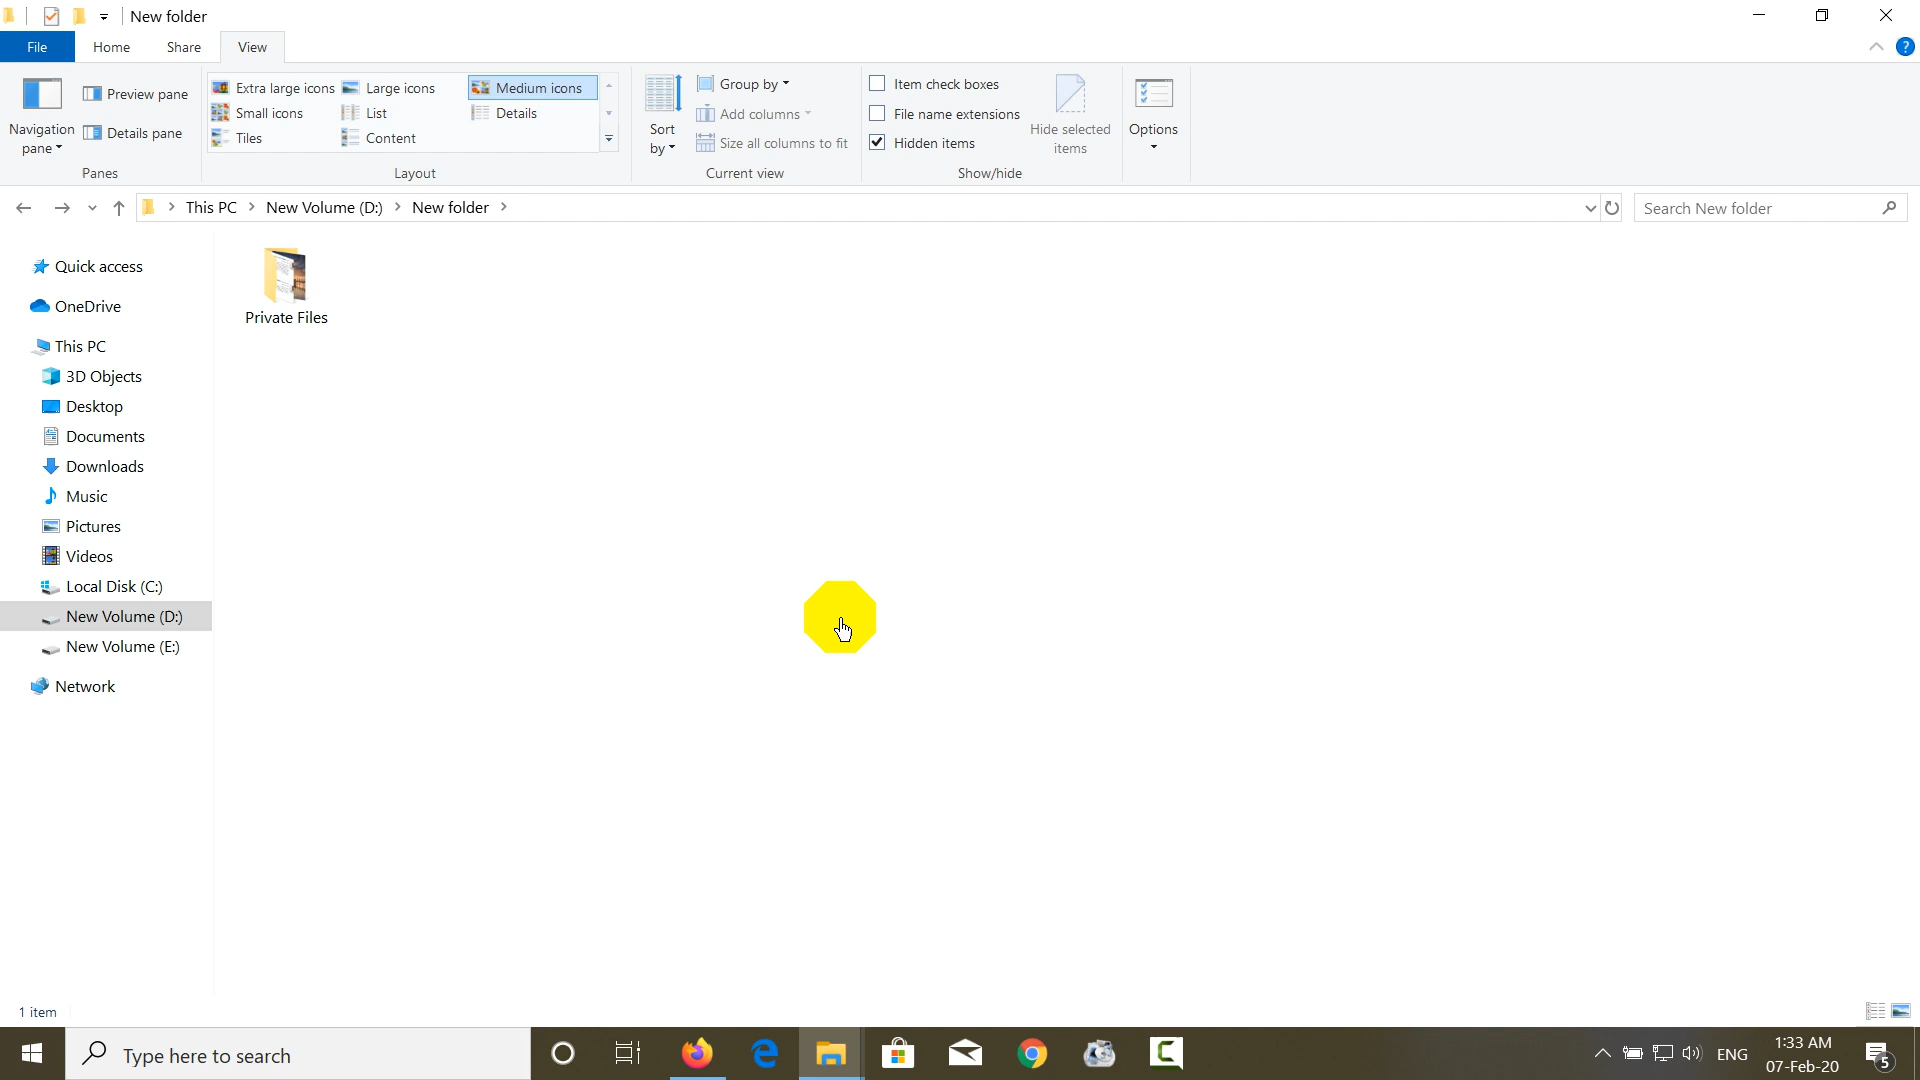 New folder
File Home Share View
Navigation pane
Preview pane
Details pane
Panes
Extra large icons Large icons Medium icons
Small icons List Details
Tiles Content
Layout
Sort by
Group by
Add columns
Size all columns to fit
Current view
Item check boxes
File name extensions
Hidden items
Hide selected items
Show/hide
Options
This PC New Volume (D:) New folder
Search New folder
Quick access
OneDrive
This PC
3D Objects
Desktop
Documents
Downloads
Music
Pictures
Videos
Local Disk (C:)
New Volume (D:)
New Volume (E:)
Network
Private Files
1 item
Type here to search
ENG
1:33 AM
07-Feb-20
5